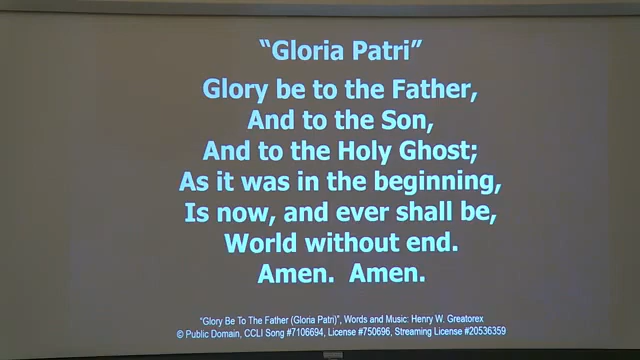 “Gloria Patri”
Glory be to the Father,
And to the Son,
And to the Holy Ghost;
As it was in the beginning,
Is now, and ever shall be,
World without end.
Amen.  Amen.
“Glory Be To The Father (Gloria Patri)”, Words and Music: Henry W. Greatorex
© Public Domain, CCLI Song #7106694, License #750696, Streaming License #20536359